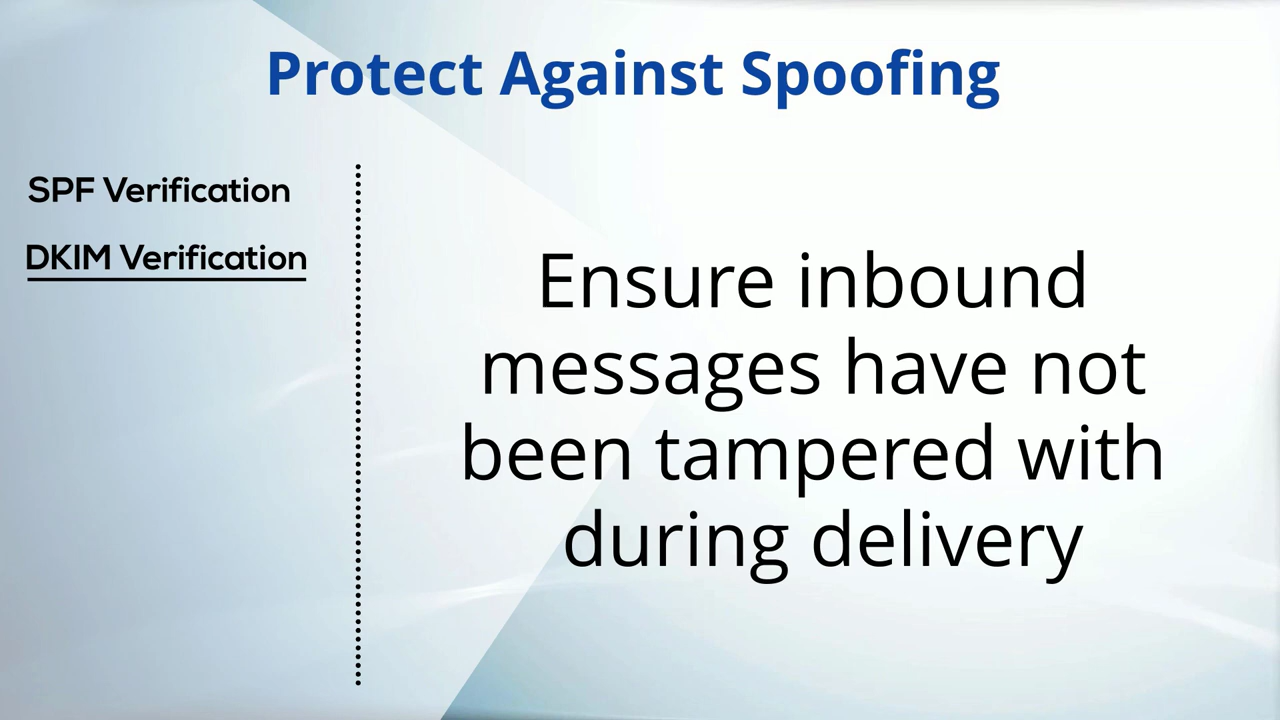 Protect Against Spoofing
SPF Verification
DKIM Verification
Ensure inbound
messages have not
been tampered with
during delivery